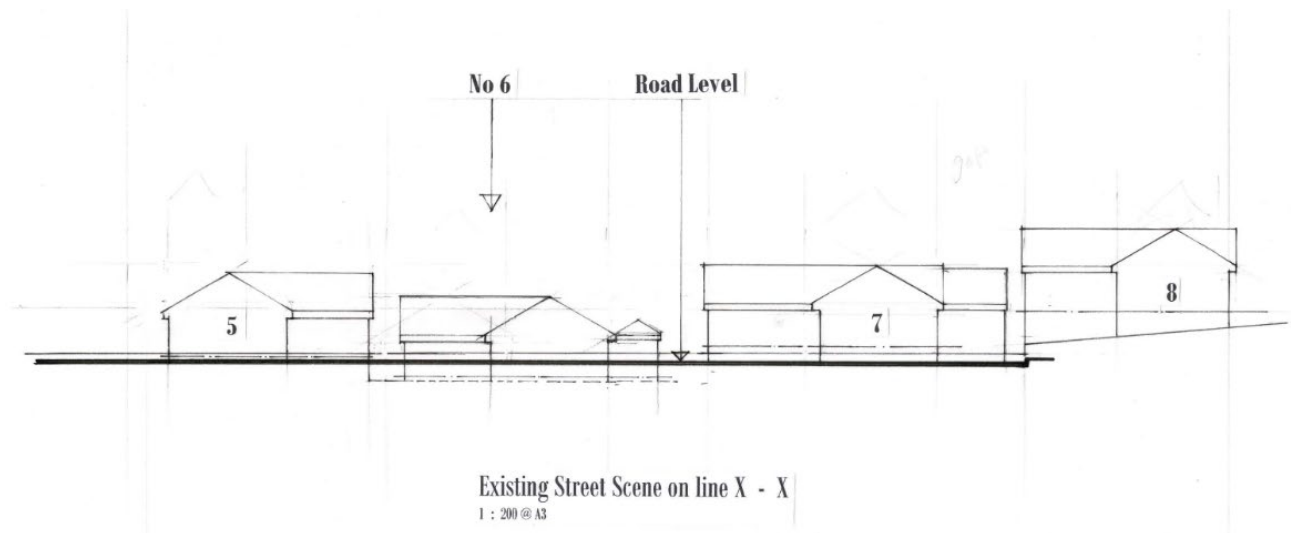 No 6
Road Level
5
7
8
Existing Street Scene on line X - X
1 : 200 @ A3